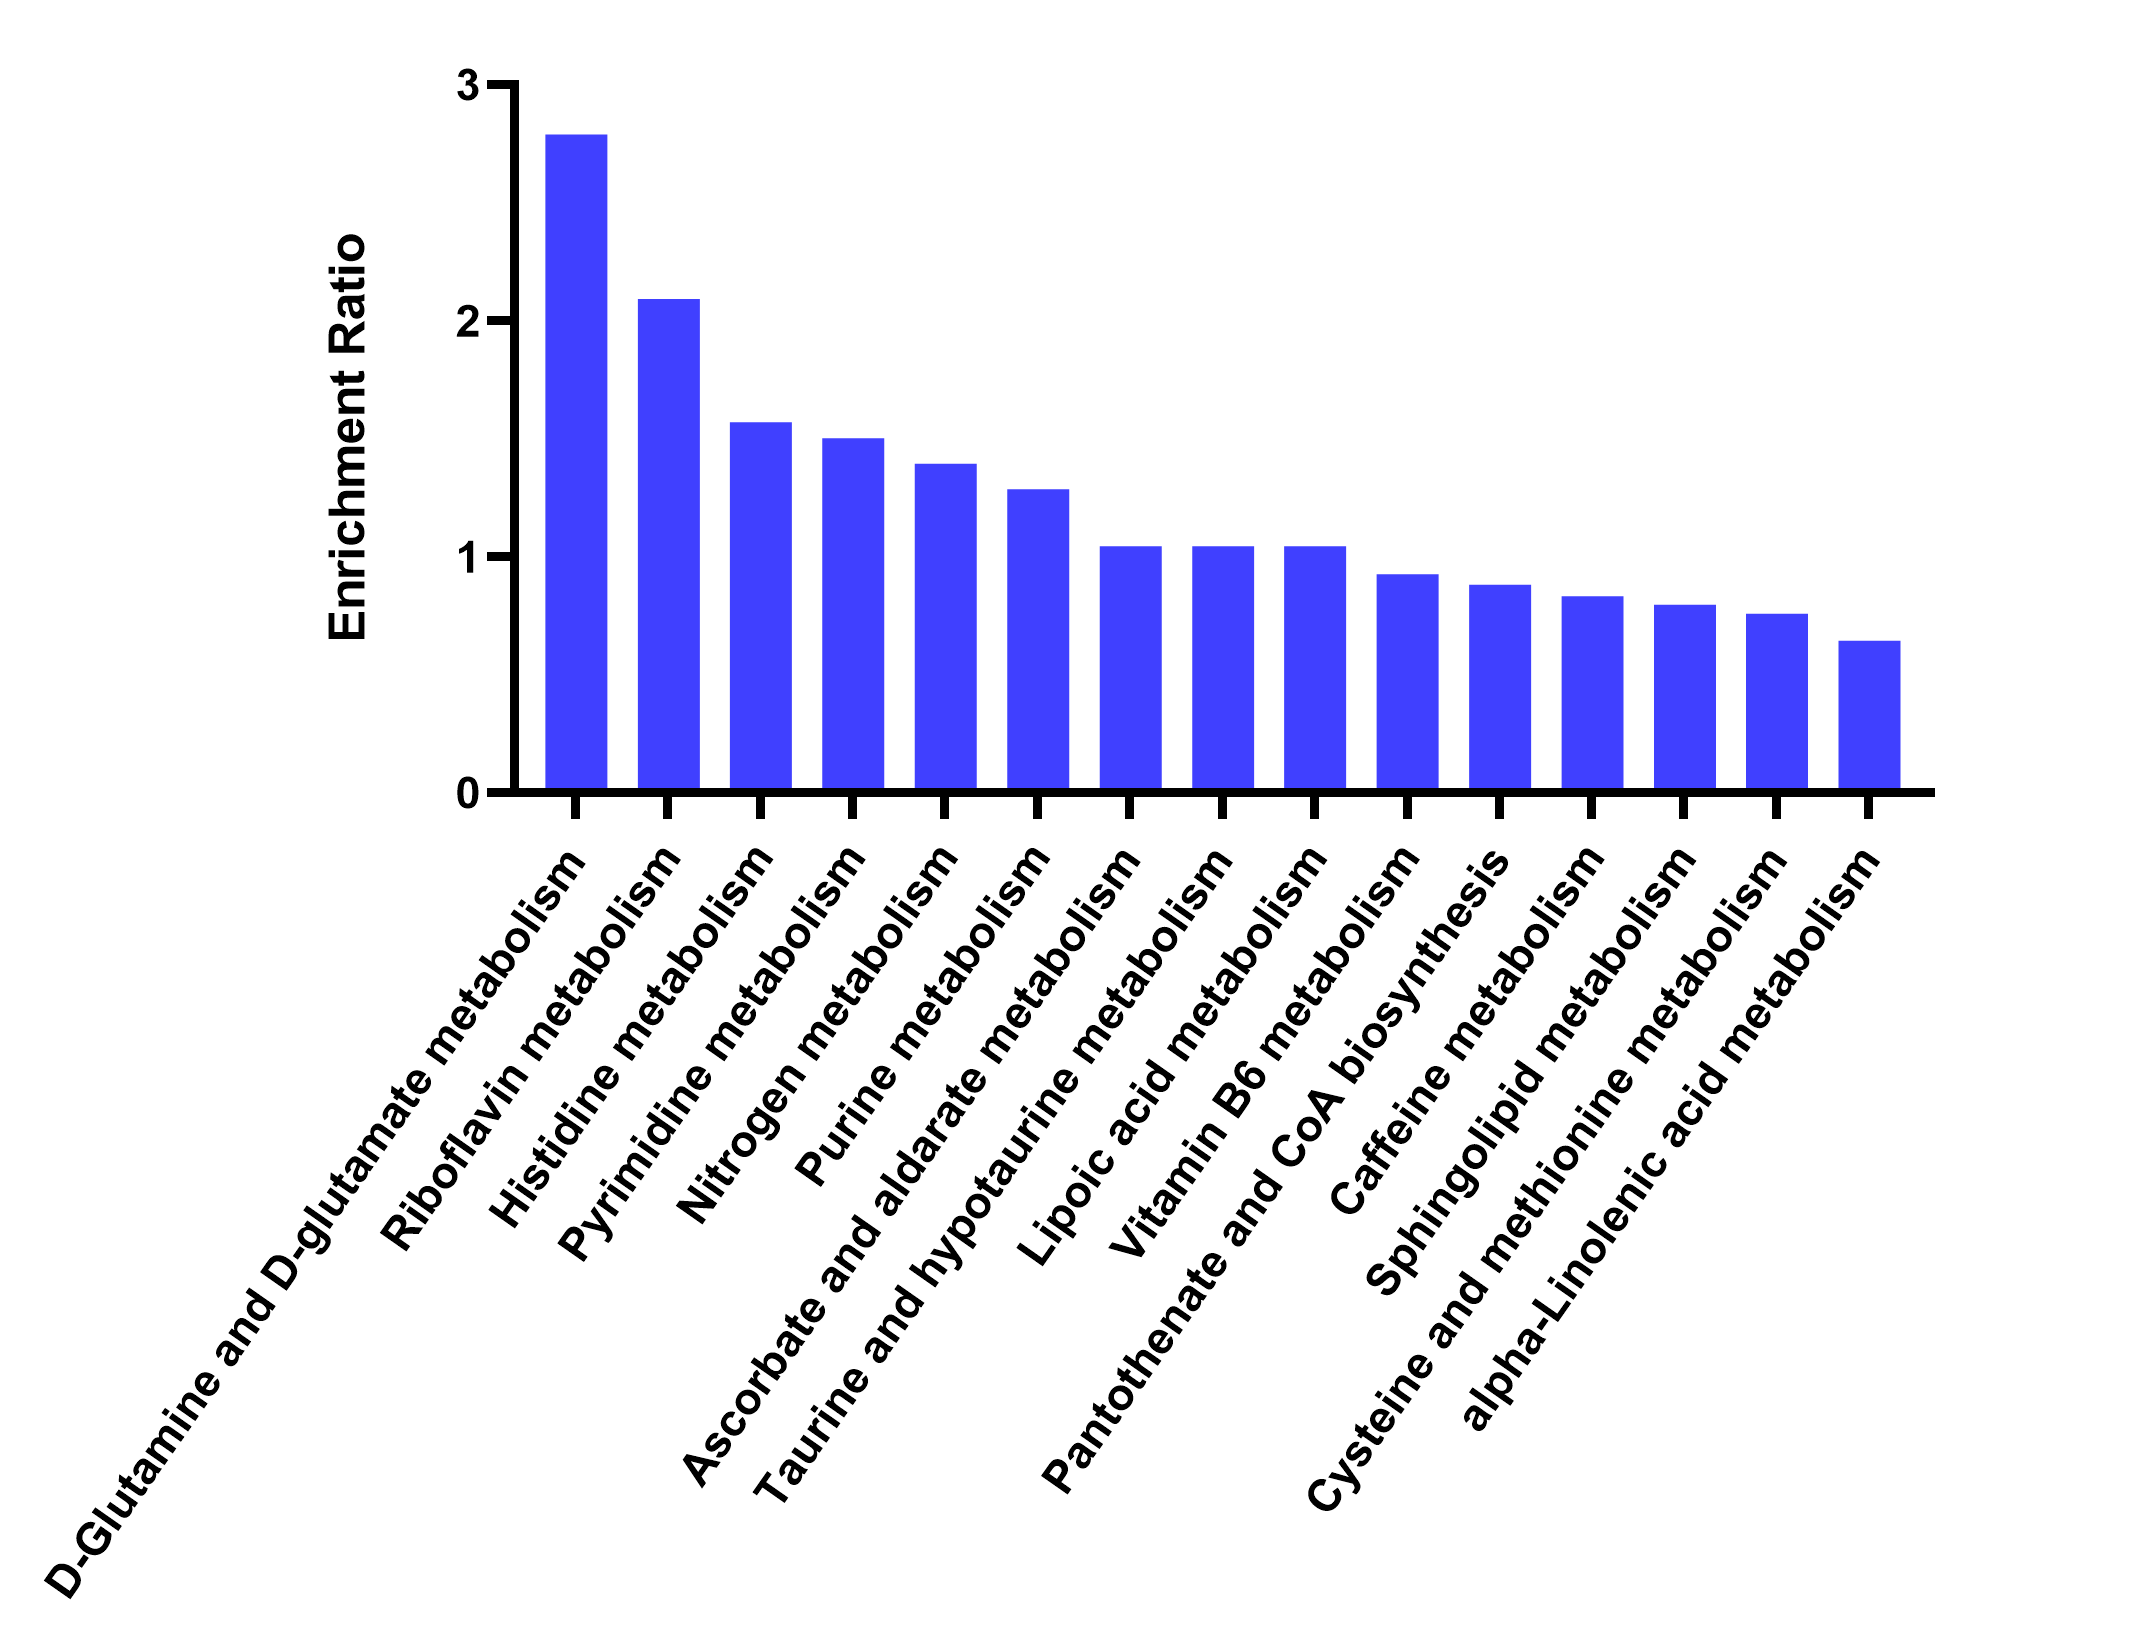 Enrichment Ratio
3
2
1
0
D-Glutamine and D-glutamate metabolism
Riboflavin metabolism
Histidine metabolism
Pyrimidine metabolism
Nitrogen metabolism
Purine metabolism
Ascorbate and aldarate metabolism
Taurine and hypotaurine metabolism
Lipoic acid metabolism
Vitamin B6 metabolism
Pantothenate and CoA biosynthesis
Caffeine metabolism
Sphingolipid metabolism
Cysteine and methionine metabolism
alpha-Linolenic acid metabolism